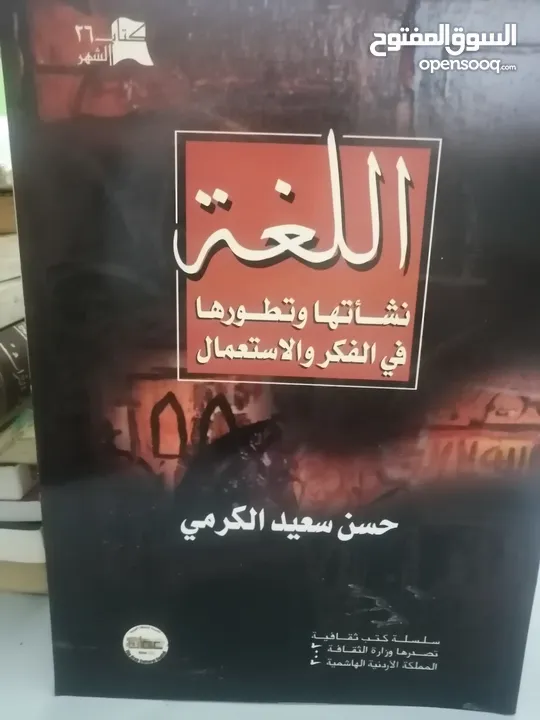 السوق المفتوح
opensooq.com
كتاب ٢٦
الشهر
اللغة
نشأتها وتطورها
في الفكر والاستعمال
حسن سعيد الكرمي
سلسلة كتب ثقافية
تصدرها وزارة الثقافة
المملكة الأردنية الهاشمية